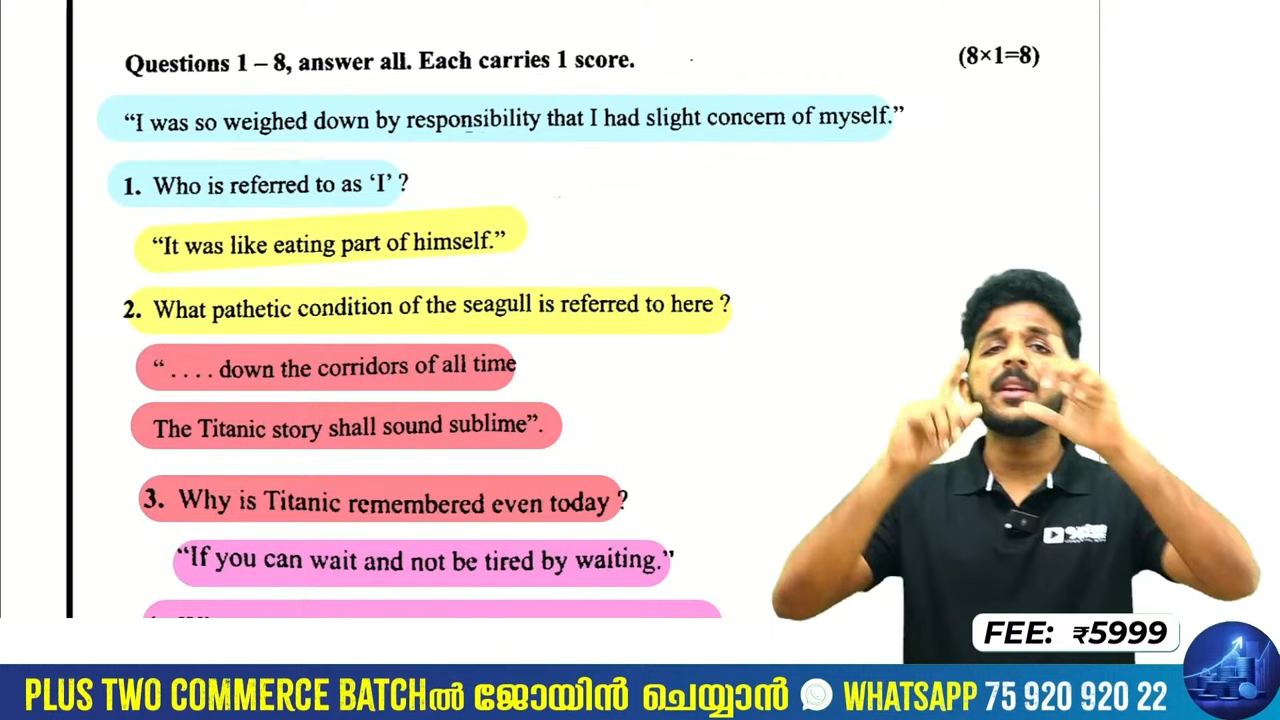 Questions 1 – 8, answer all. Each carries 1 score. (8×1=8)
“I was so weighed down by responsibility that I had slight concern of myself.”
1. Who is referred to as ‘I’ ?
“It was like eating part of himself.”
2. What pathetic condition of the seagull is referred to here ?
“ . . . . down the corridors of all time
The Titanic story shall sound sublime”.
3. Why is Titanic remembered even today ?
“If you can wait and not be tired by waiting.”
FEE: ₹5999
PLUS TWO COMMERCE BATCHൽ ജോയിൻ ചെയ്യാൻ WHATSAPP 75 920 920 22